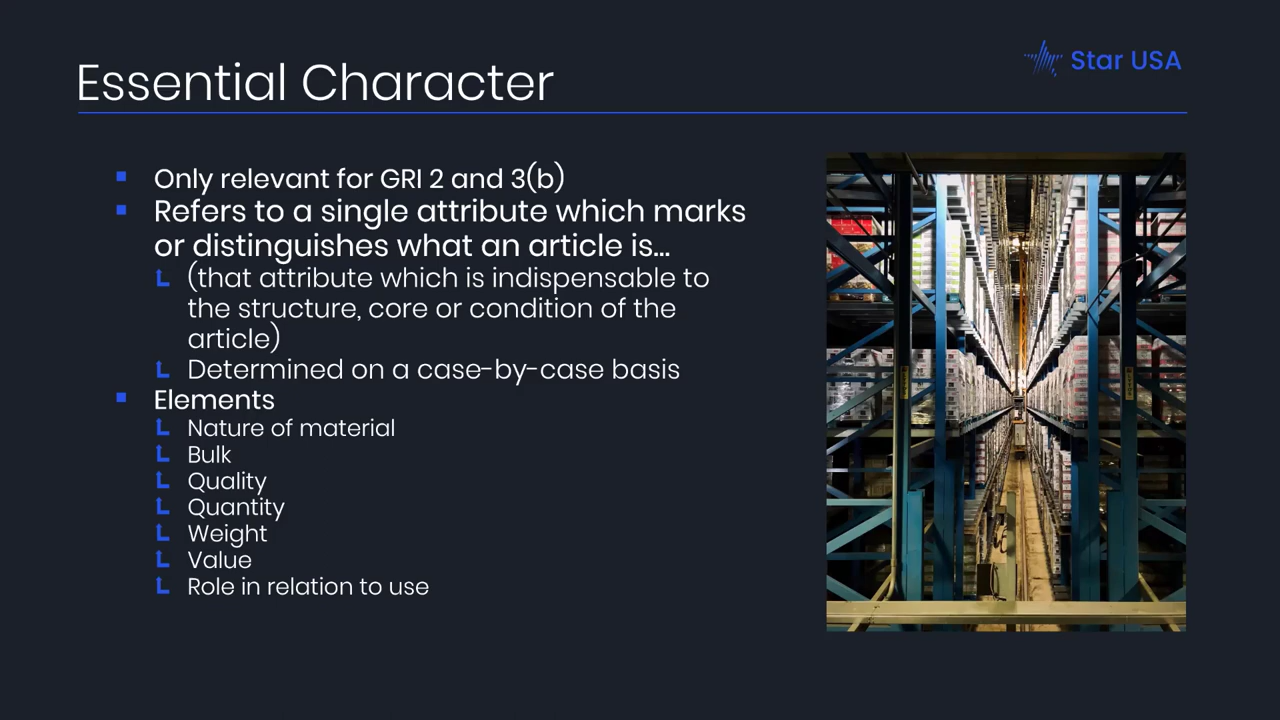 Star USA
Essential Character
Only relevant for GRI 2 and 3(b)
Refers to a single attribute which marks
or distinguishes what an article is...
(that attribute which is indispensable to
the structure, core or condition of the
article)
Determined on a case-by-case basis
Elements
Nature of material
Bulk
Quality
Quantity
Weight
Value
Role in relation to use